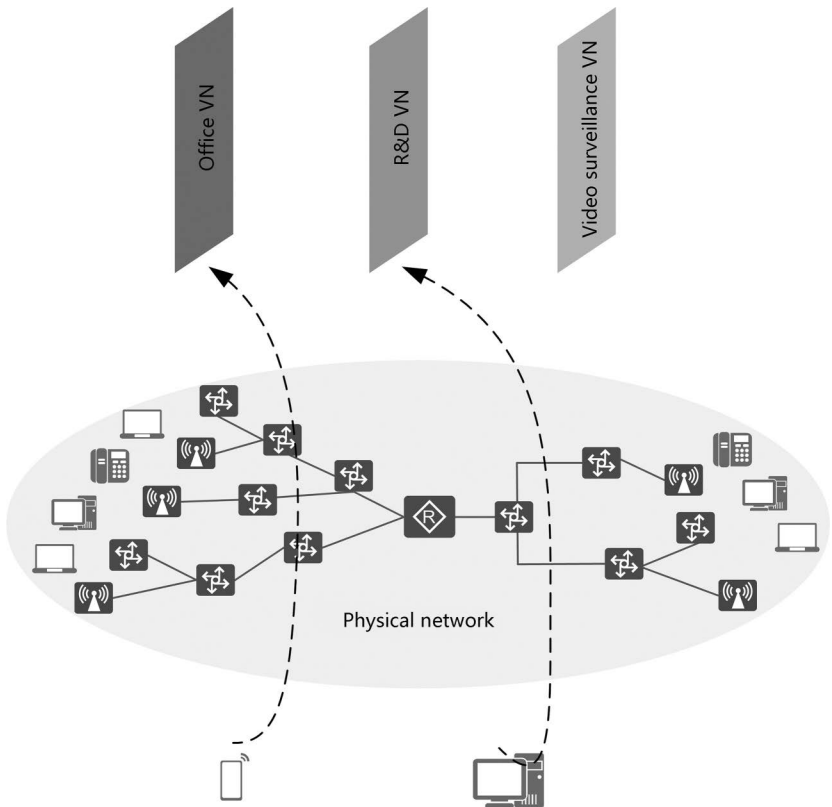 Office VN
R&D VN
Video surveillance VN
R
Physical network